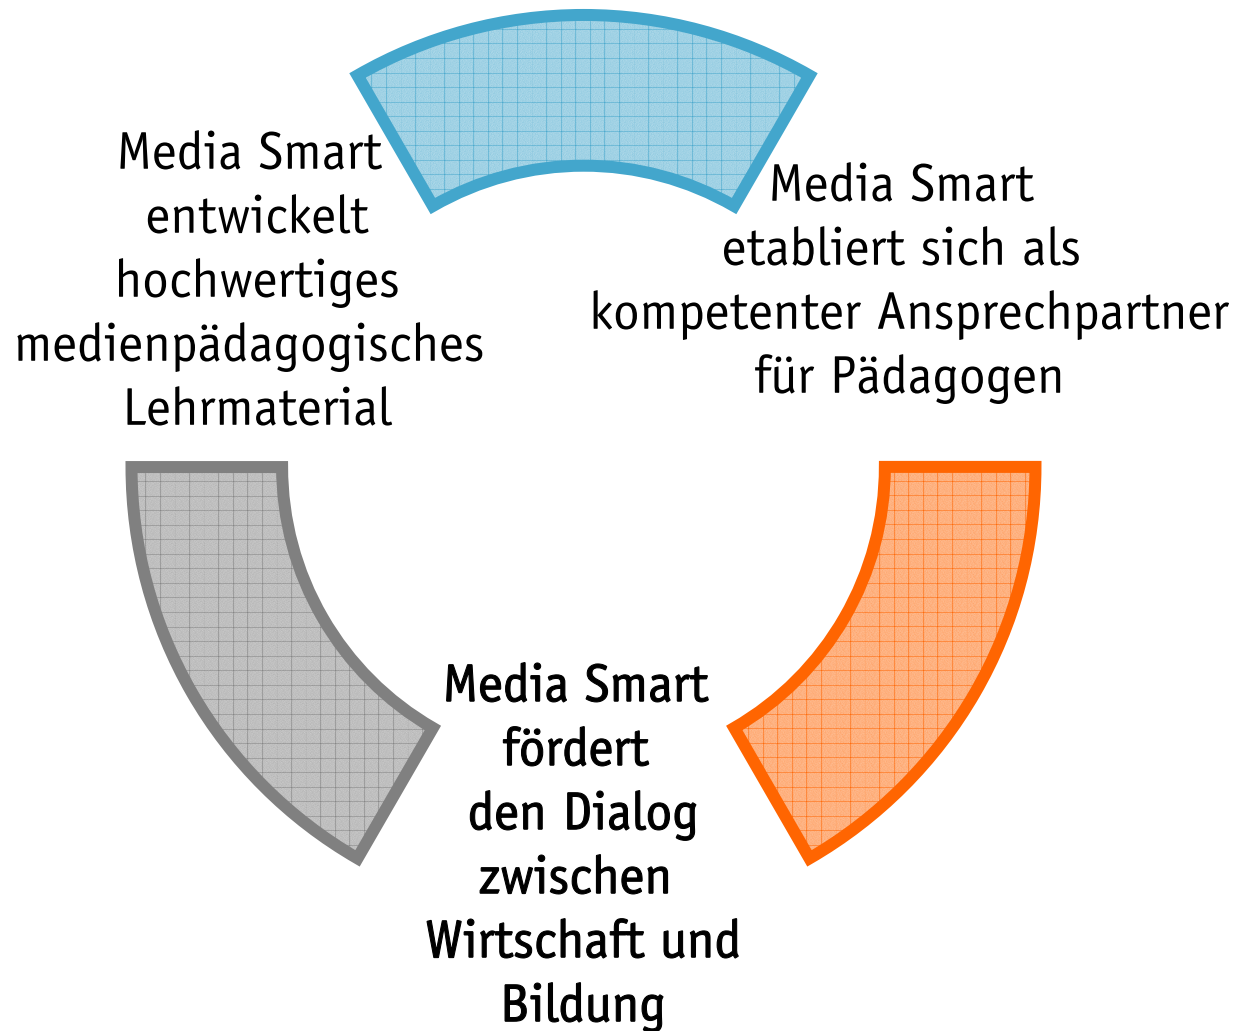 Media Smart
entwickelt
hochwertiges
medienpädagogisches
Lehrmaterial
Media Smart
etabliert sich als
kompetenter Ansprechpartner
für Pädagogen
Media Smart
fördert
den Dialog
zwischen
Wirtschaft und
Bildung